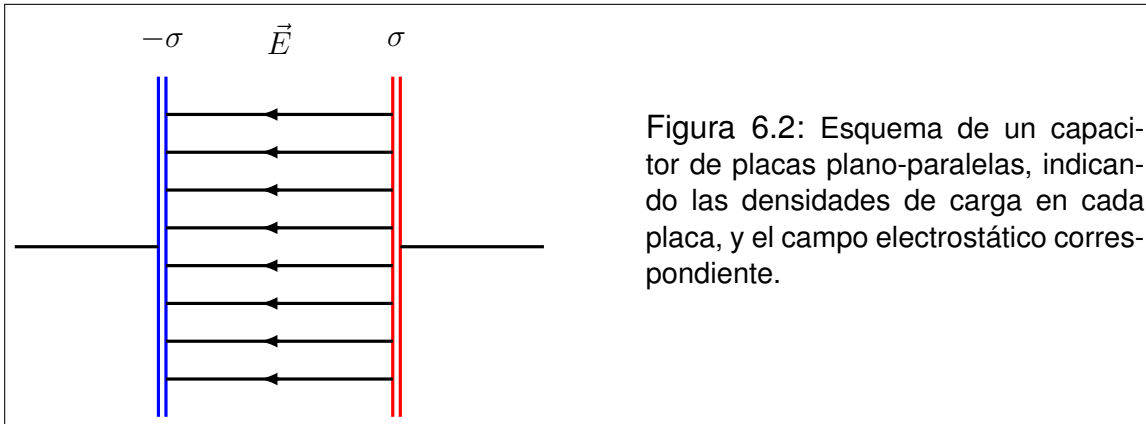 −σ E⃗ σ
Figura 6.2: Esquema de un capaci-
tor de placas plano-paralelas, indican-
do las densidades de carga en cada
placa, y el campo electrostático corres-
pondiente.